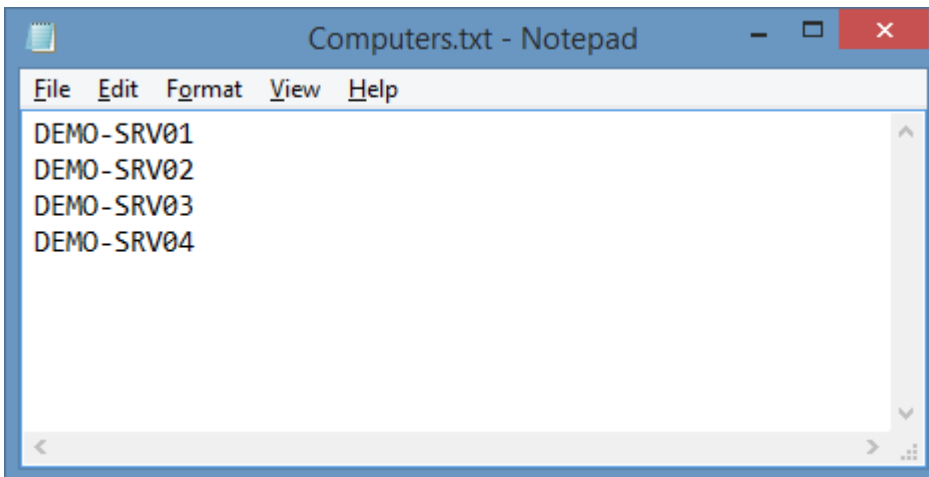 Computers.txt - Notepad
File Edit Format View Help
DEMO-SRV01
DEMO-SRV02
DEMO-SRV03
DEMO-SRV04